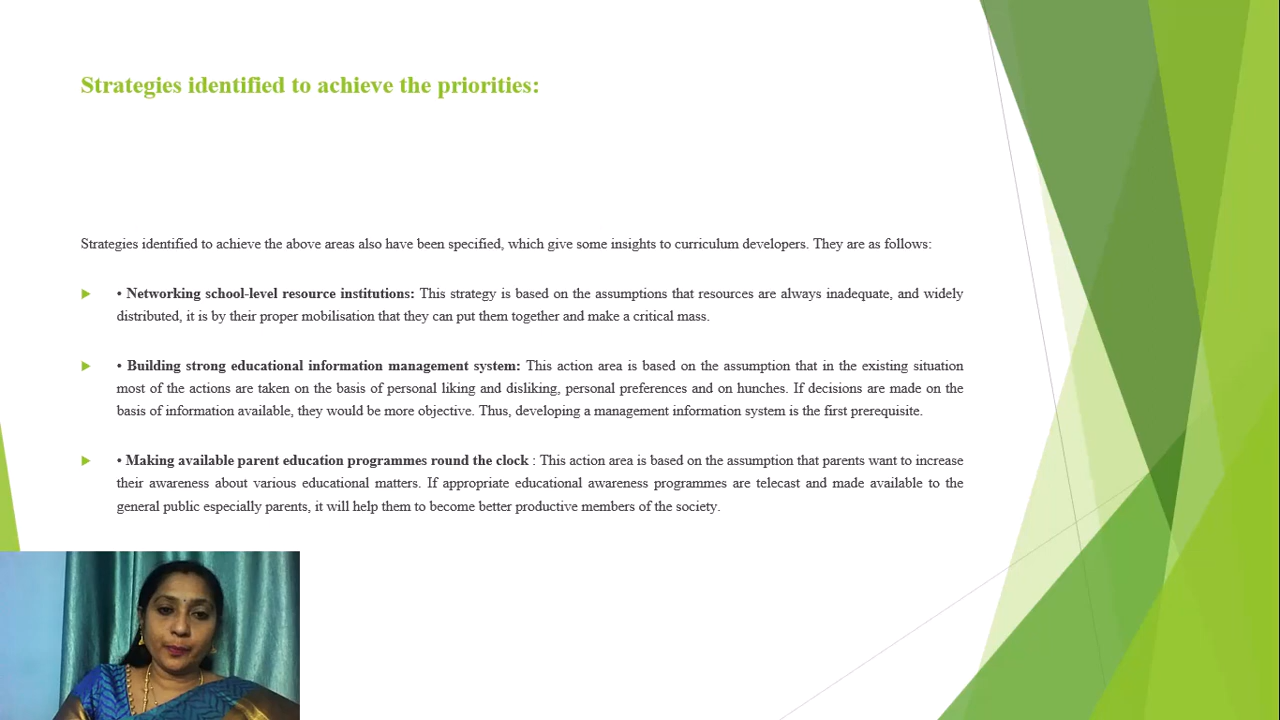 Strategies identified to achieve the priorities:
Strategies identified to achieve the above areas also have been specified, which give some insights to curriculum developers. They are as follows:
• Networking school-level resource institutions: This strategy is based on the assumptions that resources are always inadequate, and widely
distributed, it is by their proper mobilisation that they can put them together and make a critical mass.
• Building strong educational information management system: This action area is based on the assumption that in the existing situation
most of the actions are taken on the basis of personal liking and disliking, personal preferences and on hunches. If decisions are made on the
basis of information available, they would be more objective. Thus, developing a management information system is the first prerequisite.
• Making available parent education programmes round the clock : This action area is based on the assumption that parents want to increase
their awareness about various educational matters. If appropriate educational awareness programmes are telecast and made available to the
general public especially parents, it will help them to become better productive members of the society.